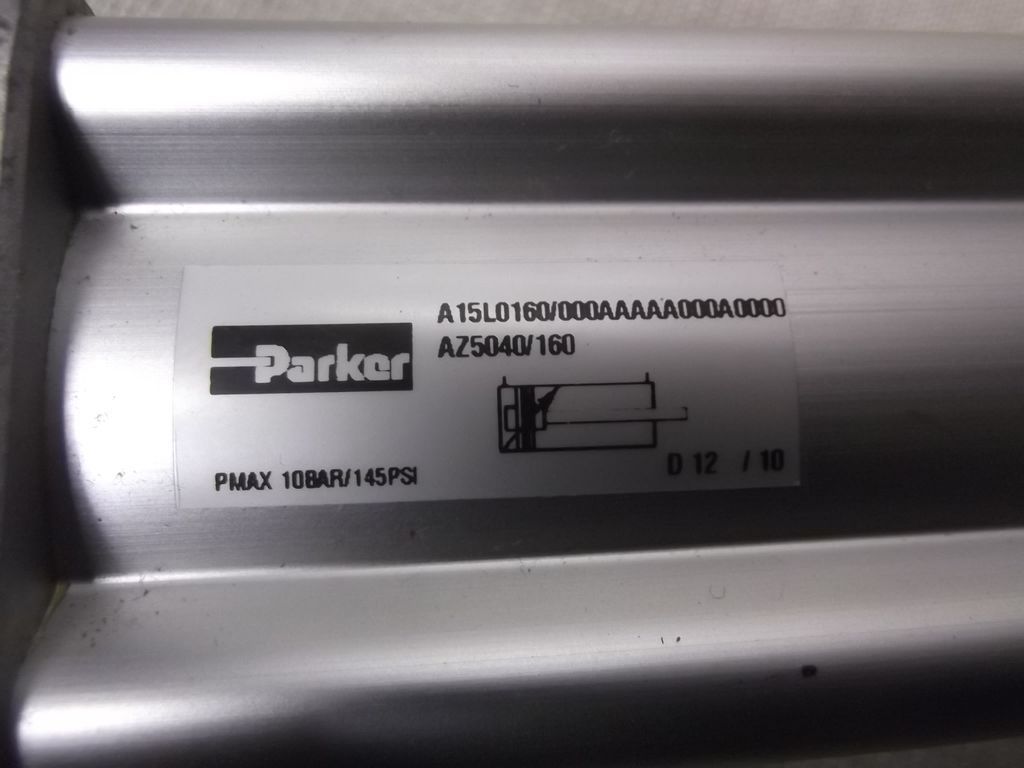 Parker
A15L0160/000AAAAA000A0000
AZ5040/160
PMAX 10BAR/145PSI
D 12 / 10